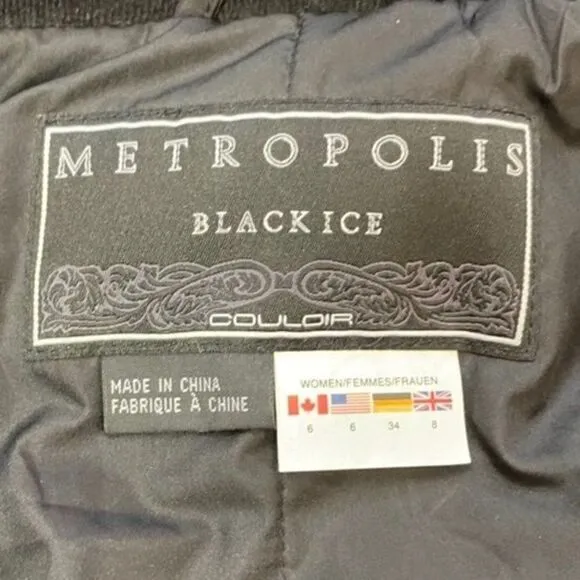 METROPOLIS
BLACK ICE
COULOIR
MADE IN CHINA
FABRIQUE À CHINE
WOMEN/FEMMES/FRAUEN
6 6 34 8